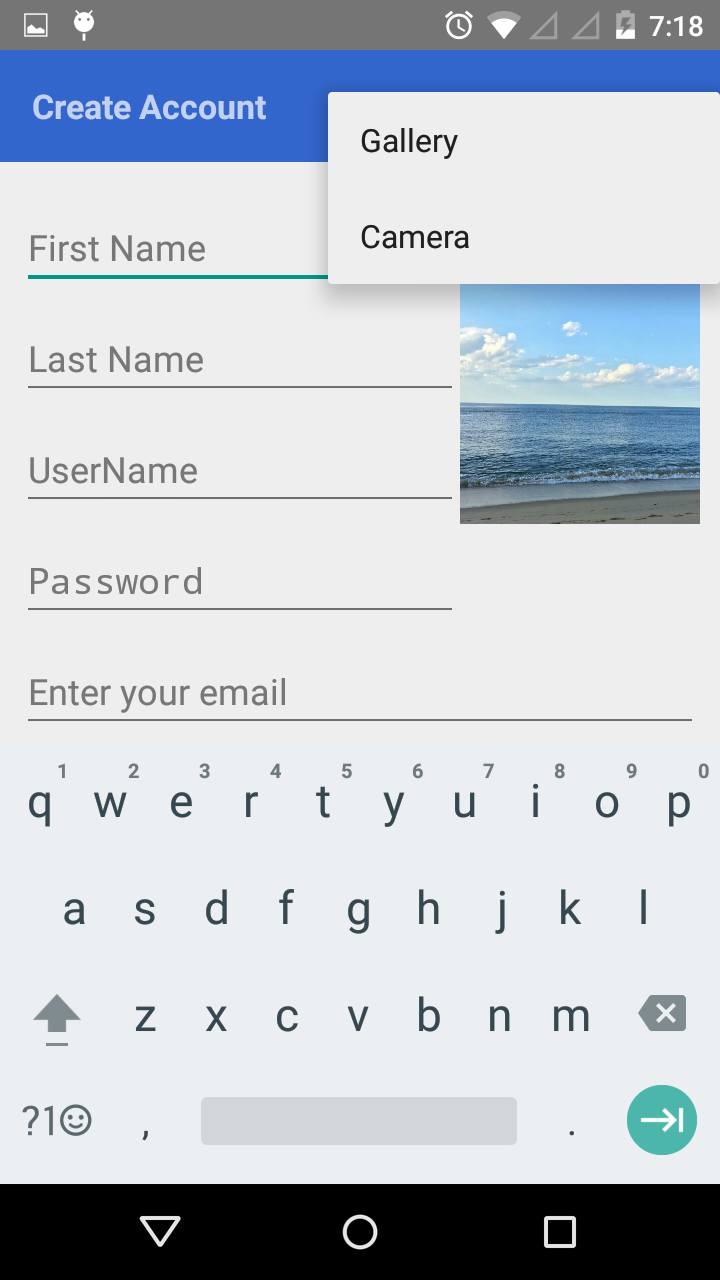 7:18
Create Account
Gallery
Camera
First Name
Last Name
UserName
Password
Enter your email
1 2 3 4 5 6 7 8 9 0
q w e r t y u i o p
a s d f g h j k l
z x c v b n m
?1☺ , .